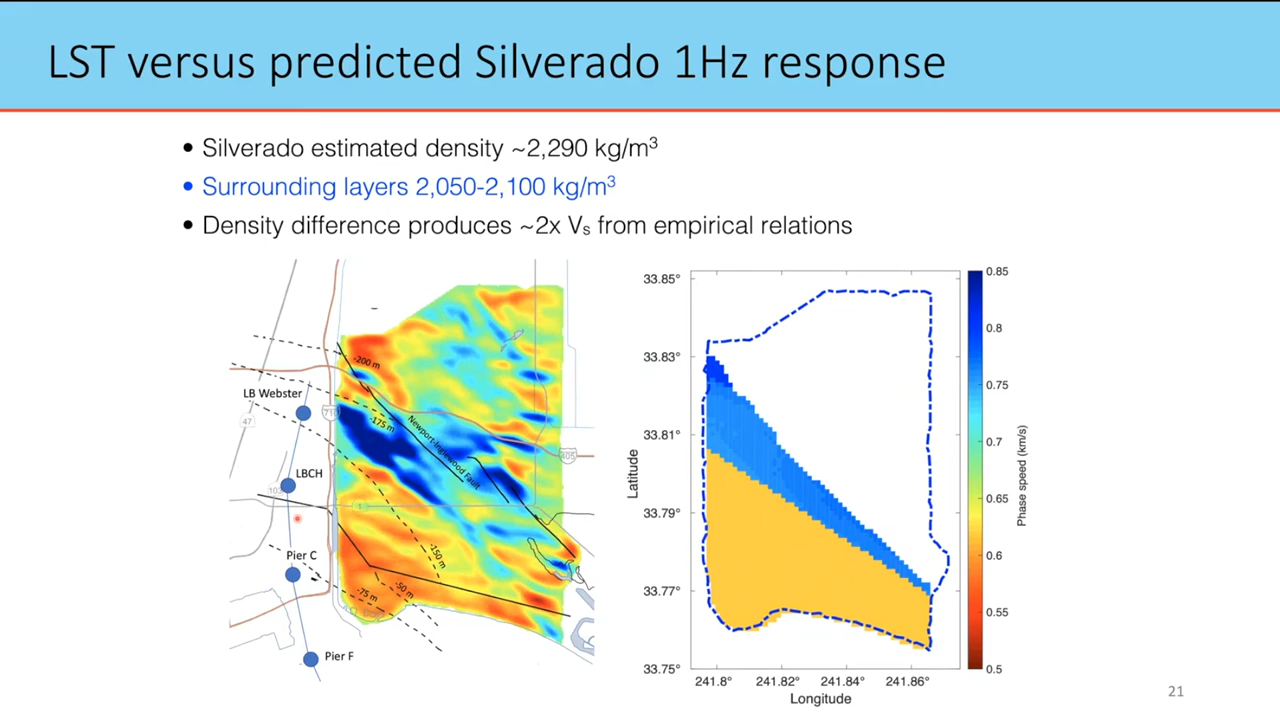 LST versus predicted Silverado 1Hz response
• Silverado estimated density ~2,290 kg/m³
• Surrounding layers 2,050-2,100 kg/m³
• Density difference produces ~2x Vₛ from empirical relations
-200 m
LB Webster
710
-175 m
47
Newport-Inglewood Fault
405
LBCH
103
1
Pier C
-150 m
-75 m
-50 m
Pier F
33.85°
33.83°
33.81°
33.79°
33.77°
33.75°
Latitude
241.8°
241.82°
241.84°
241.86°
Longitude
0.85
0.8
0.75
0.7
0.65
0.6
0.55
0.5
Phase speed (km/s)
21